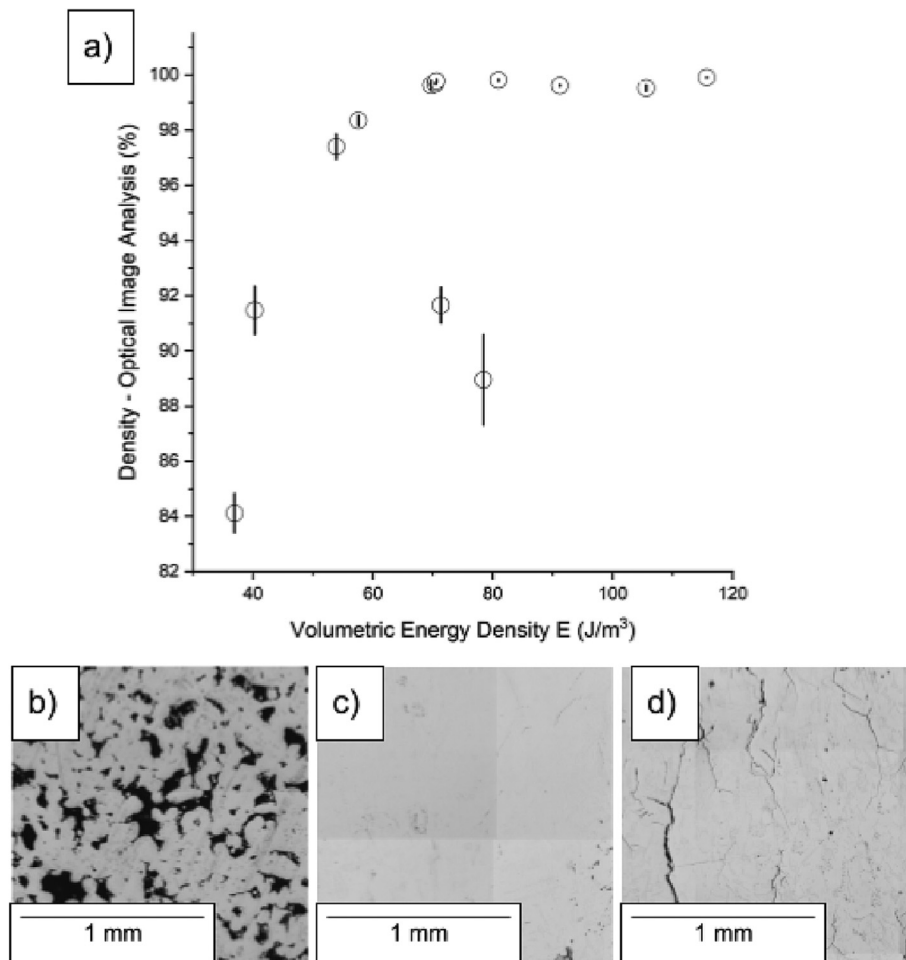 a)
Density - Optical Image Analysis (%)
100
98
96
94
92
90
88
86
84
82
40
60
80
100
120
Volumetric Energy Density E (J/m³)
b)
c)
d)
1 mm
1 mm
1 mm